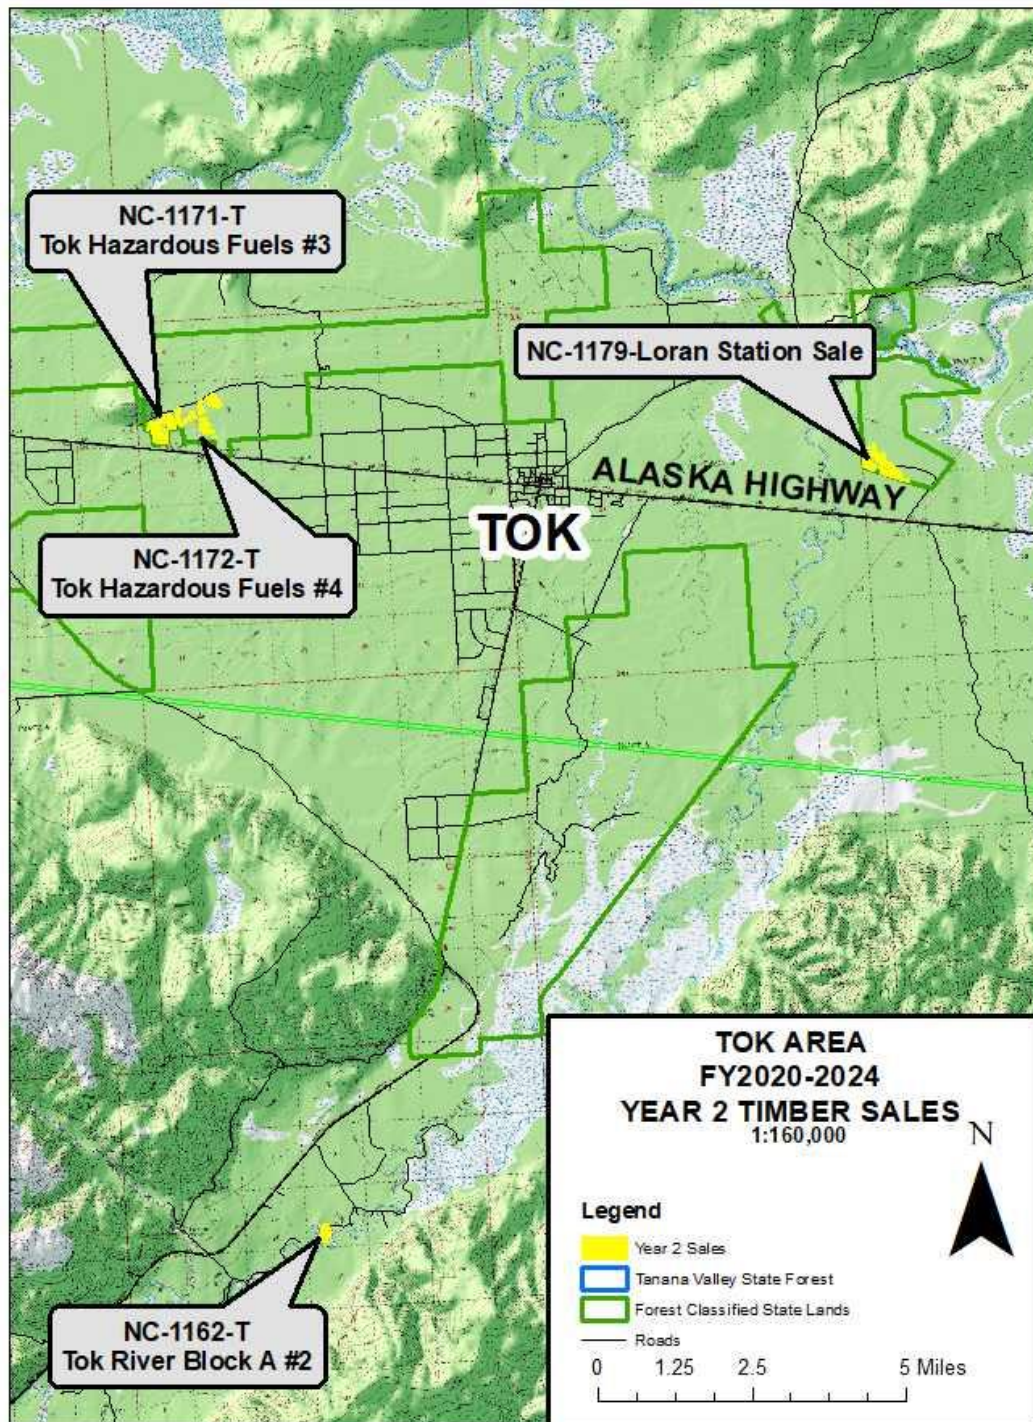 NC-1171-T
Tok Hazardous Fuels #3
NC-1179-Loran Station Sale
ALASKA HIGHWAY
TOK
NC-1172-T
Tok Hazardous Fuels #4
TOK AREA
FY2020-2024
YEAR 2 TIMBER SALES
1:160,000
N
Legend
Year 2 Sales
Tanana Valley State Forest
Forest Classified State Lands
Roads
0 1.25 2.5 5 Miles
NC-1162-T
Tok River Block A #2